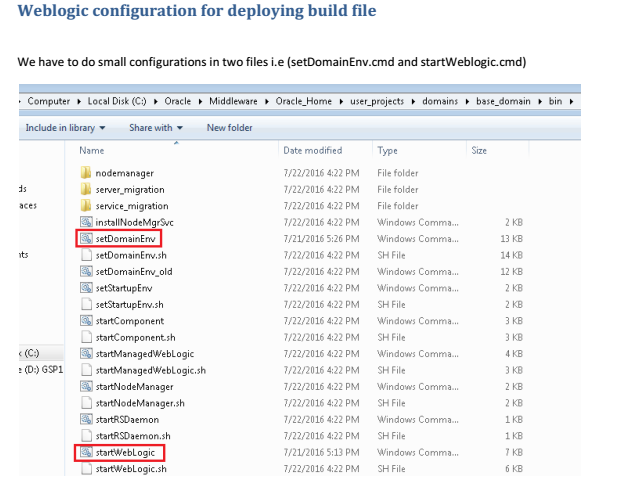 Weblogic configuration for deploying build file
We have to do small configurations in two files i.e (setDomainEnv.cmd and startWeblogic.cmd)
Computer ▸ Local Disk (C:) ▸ Oracle ▸ Middleware ▸ Oracle_Home ▸ user_projects ▸ domains ▸ base_domain ▸ bin ▸
Include in library Share with New folder
Name Date modified Type Size
nodemanager 7/22/2016 4:22 PM File folder
ds server_migration 7/22/2016 4:22 PM File folder
aces service_migration 7/22/2016 4:22 PM File folder
installNodeMgrSvc 7/22/2016 4:22 PM Windows Comma... 2 KB
setDomainEnv 7/21/2016 5:26 PM Windows Comma... 13 KB
nts setDomainEnv.sh 7/22/2016 4:22 PM SH File 14 KB
setDomainEnv_old 7/22/2016 4:22 PM Windows Comma... 12 KB
setStartupEnv 7/22/2016 4:22 PM Windows Comma... 2 KB
setStartupEnv.sh 7/22/2016 4:22 PM SH File 2 KB
startComponent 7/22/2016 4:22 PM Windows Comma... 3 KB
startComponent.sh 7/22/2016 4:22 PM SH File 3 KB
(C:) startManagedWebLogic 7/22/2016 4:22 PM Windows Comma... 4 KB
e (D:) GSP1 startManagedWebLogic.sh 7/22/2016 4:22 PM SH File 3 KB
startNodeManager 7/22/2016 4:22 PM Windows Comma... 2 KB
startNodeManager.sh 7/22/2016 4:22 PM SH File 2 KB
startRSDaemon 7/22/2016 4:22 PM Windows Comma... 1 KB
startRSDaemon.sh 7/22/2016 4:22 PM SH File 1 KB
startWebLogic 7/21/2016 5:13 PM Windows Comma... 7 KB
startWebLogic.sh 7/22/2016 4:22 PM SH File 6 KB